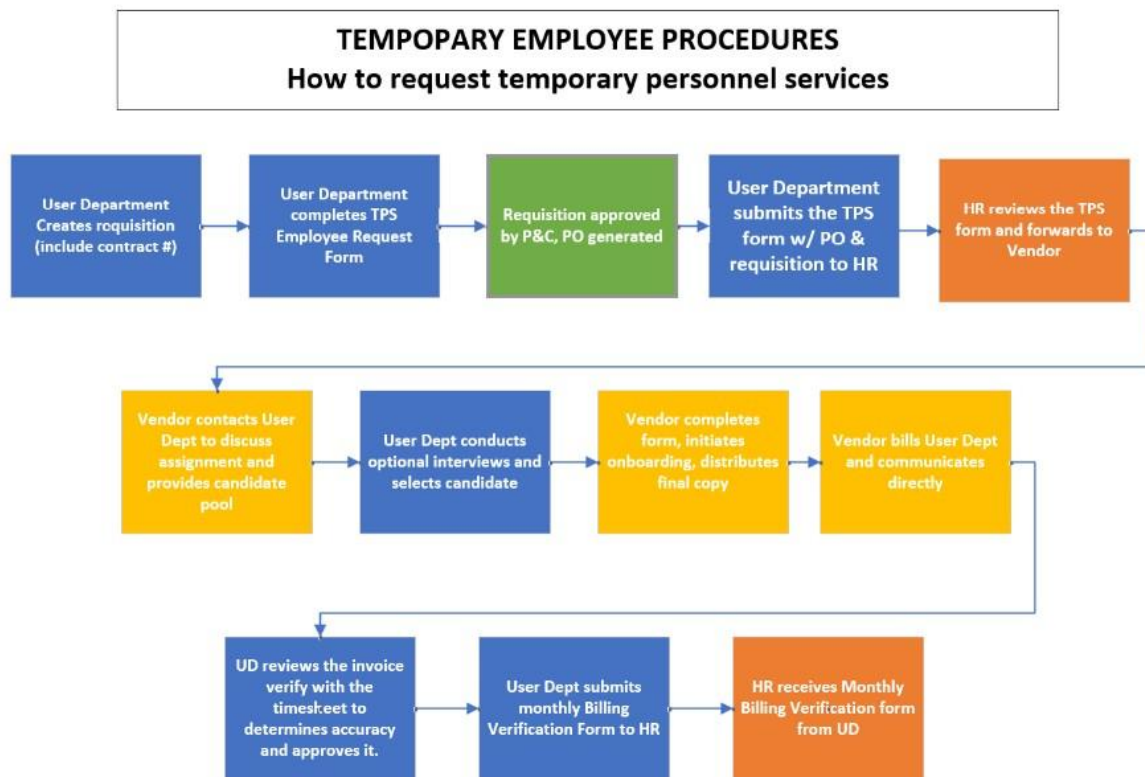 TEMPOPARY EMPLOYEE PROCEDURES
How to request temporary personnel services
User Department
Creates roquisition
(include contract #)
User Department
completes TPS
Employee Request
Form
Requisition approved
by P&C, PO generated
User Department
submits the TPS
form w/ PO &
requisition to HR
HR reviews the TPS
form and forwards to
Vendor
Vendor contacts User
Dept to discuss
assignment and
provides candidate
pool
User Dept conducts
optional interviews and
selects candidate
Vendor completes
form, initiates
onboarding, distributes
final copy
Vendor bills User Dept
and communicates
directly
UD reviews the invoice
verify with the
timesheet to
determines accuracy
and approves it.
User Dept submits
monthly Billing
Verification Form to HR
HR receives Monthly
Billing Verification form
from UD